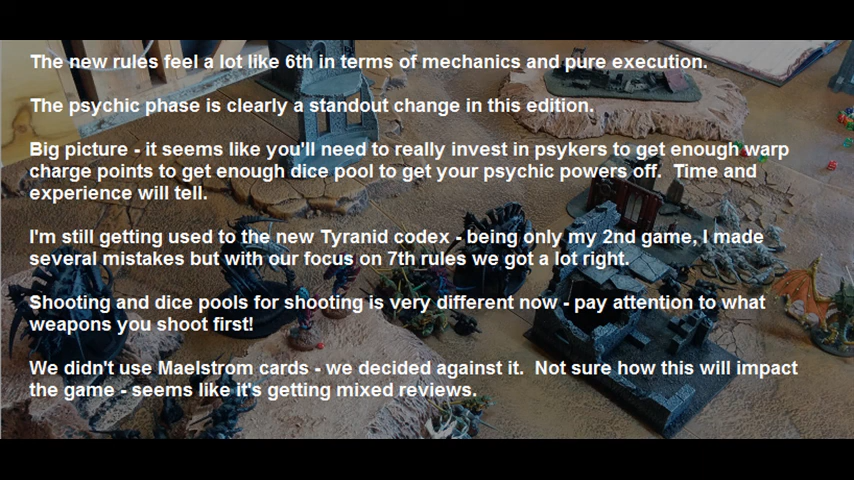 The new rules feel a lot like 6th in terms of mechanics and pure execution.
The psychic phase is clearly a standout change in this edition.
Big picture - it seems like you'll need to really invest in psykers to get enough warp
charge points to get enough dice pool to get your psychic powers off.  Time and
experience will tell.
I'm still getting used to the new Tyranid codex - being only my 2nd game, I made
several mistakes but with our focus on 7th rules we got a lot right.
Shooting and dice pools for shooting is very different now - pay attention to what
weapons you shoot first!
We didn't use Maelstrom cards - we decided against it.  Not sure how this will impact
the game - seems like it's getting mixed reviews.